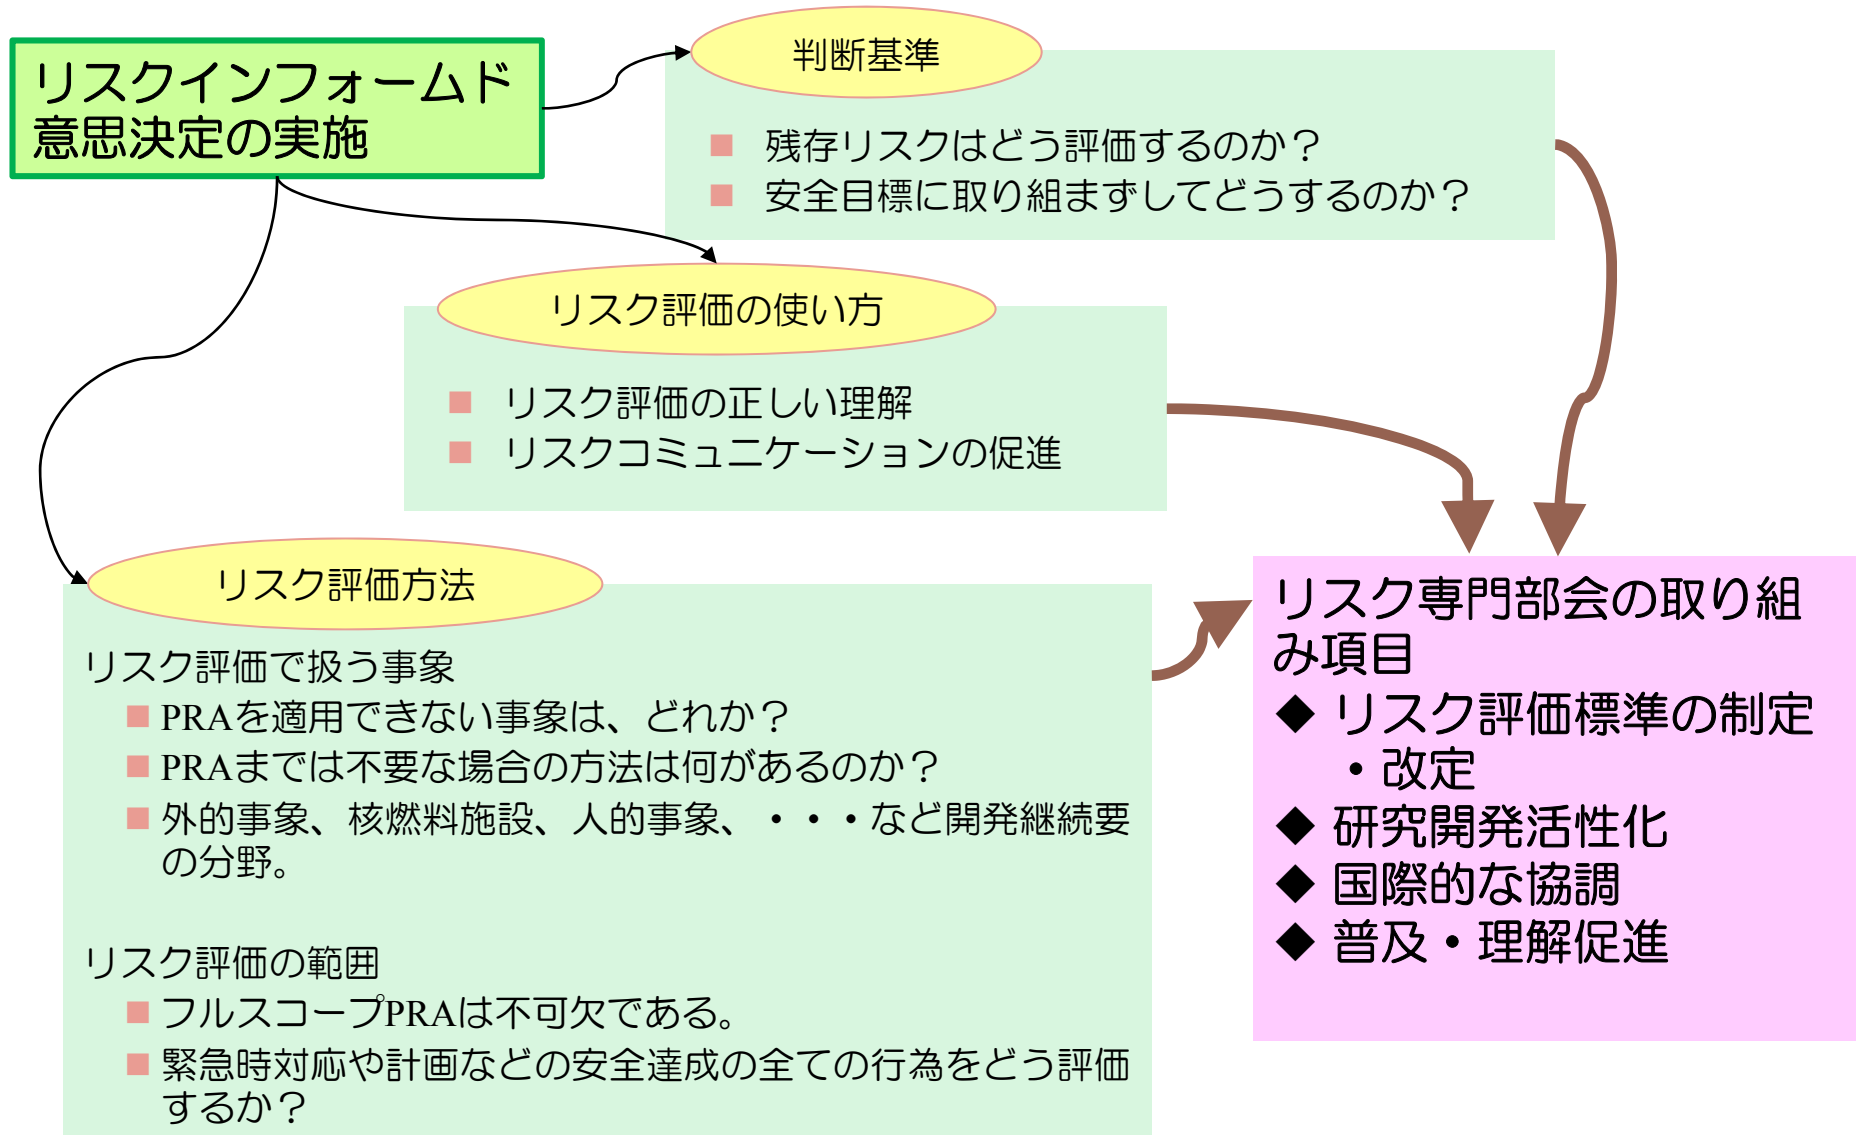 リスクインフォームド
意思決定の実施
判断基準
■ 残存リスクはどう評価するのか？
■ 安全目標に取り組まずしてどうするのか？
リスク評価の使い方
■ リスク評価の正しい理解
■ リスクコミュニケーションの促進
リスク評価方法
リスク評価で扱う事象
■ PRAを適用できない事象は、どれか？
■ PRAまでは不要な場合の方法は何があるのか？
■ 外的事象、核燃料施設、人的事象、・・・など開発継続要
の分野。
リスク評価の範囲
■ フルスコープPRAは不可欠である。
■ 緊急時対応や計画などの安全達成の全ての行為をどう評価
するか？
リスク専門部会の取り組
み項目
◆ リスク評価標準の制定
・改定
◆ 研究開発活性化
◆ 国際的な協調
◆ 普及・理解促進